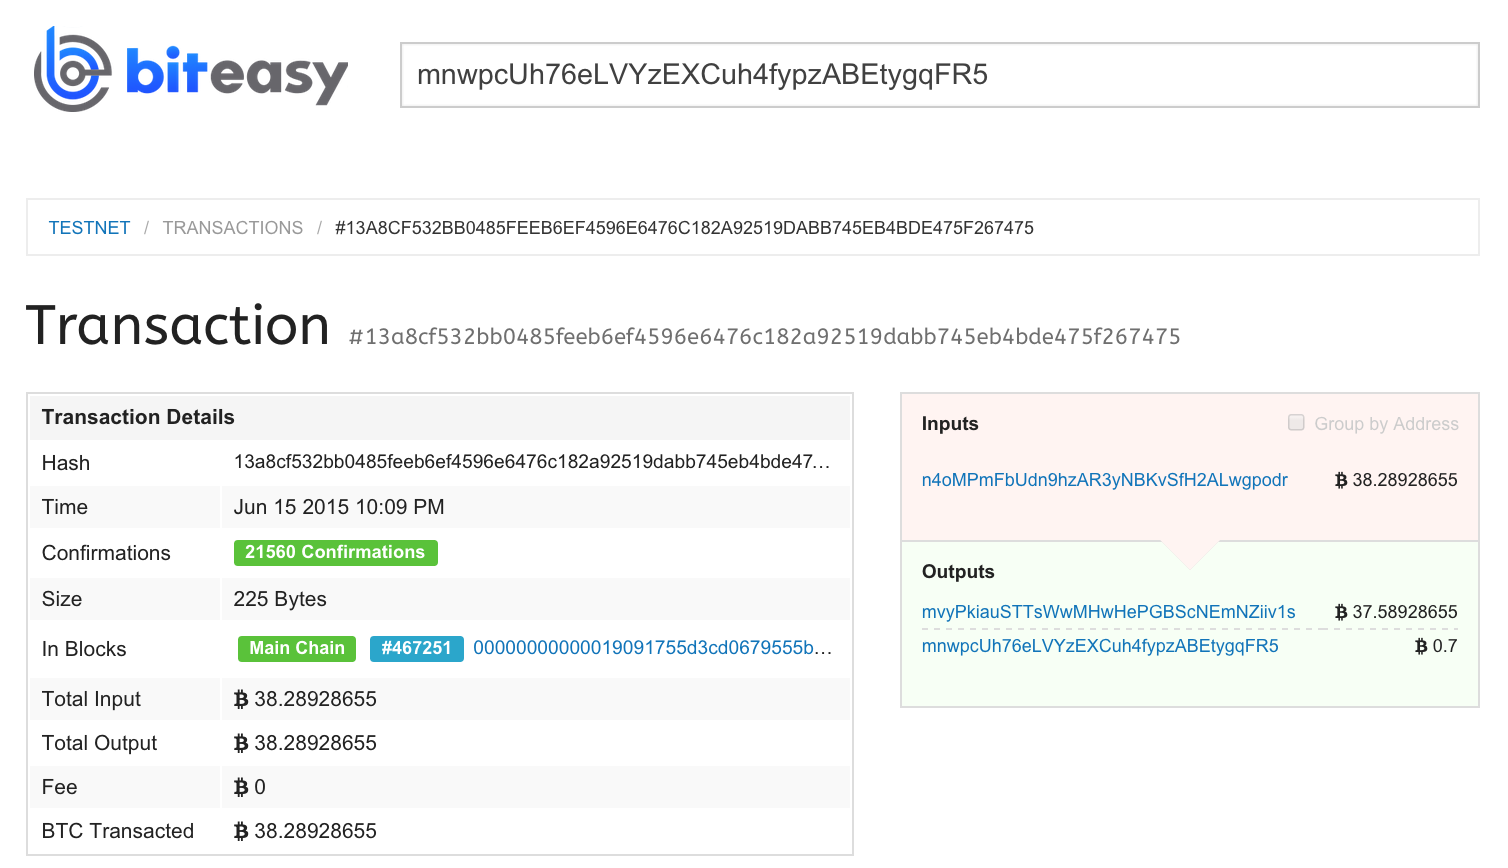 biteasy
mnwpcUh76eLVYzEXCuh4fypzABEtygqFR5
TESTNET / TRANSACTIONS / #13A8CF532BB0485FEEB6EF4596E6476C182A92519DABB745EB4BDE475F267475
Transaction #13a8cf532bb0485feeb6ef4596e6476c182a92519dabb745eb4bde475f267475
Transaction Details
Hash 13a8cf532bb0485feeb6ef4596e6476c182a92519dabb745eb4bde47...
Time Jun 15 2015 10:09 PM
Confirmations 21560 Confirmations
Size 225 Bytes
In Blocks Main Chain #467251 00000000000019091755d3cd0679555b...
Total Input ₿ 38.28928655
Total Output ₿ 38.28928655
Fee ₿ 0
BTC Transacted ₿ 38.28928655
Inputs Group by Address
n4oMPmFbUdn9hzAR3yNBKvSfH2ALwgpodr ₿ 38.28928655
Outputs
mvyPkiauSTTsWwMHwHePGBScNEmNZiiv1s ₿ 37.58928655
mnwpcUh76eLVYzEXCuh4fypzABEtygqFR5 ₿ 0.7